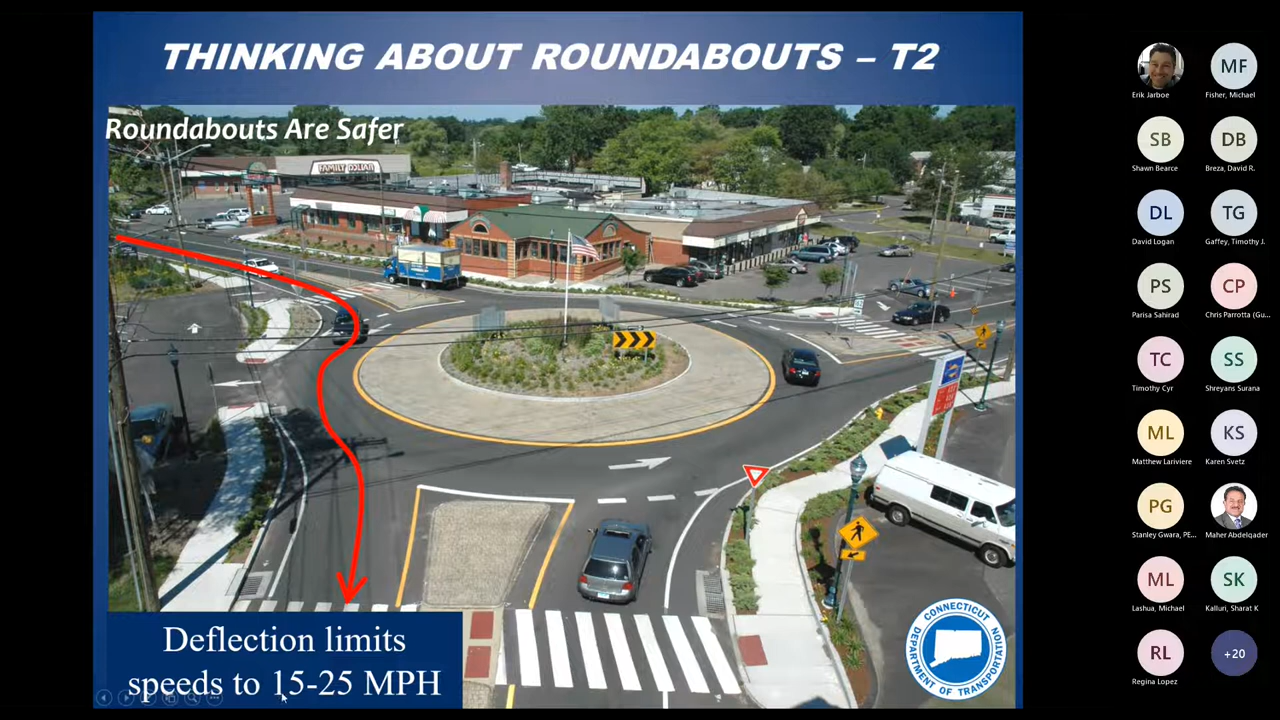 THINKING ABOUT ROUNDABOUTS – T2
Roundabouts Are Safer
FAMILY DOLLAR
Deflection limits
speeds to 15-25 MPH
CONNECTICUT
DEPARTMENT OF TRANSPORTATION
Erik Jarboe
MF
Fisher, Michael
SB
Shawn Bearce
DB
Breza, David R.
DL
David Logan
TG
Gaffey, Timothy J.
PS
Parisa Sahirad
CP
Chris Parrotta (Gu...
TC
Timothy Cyr
SS
Shreyans Surana
ML
Matthew Lariviere
KS
Karen Svetz
PG
Stanley Gwara, PE...
Maher Abdelqader
ML
Lashua, Michael
SK
Kalluri, Sharat K
RL
Regina Lopez
+20